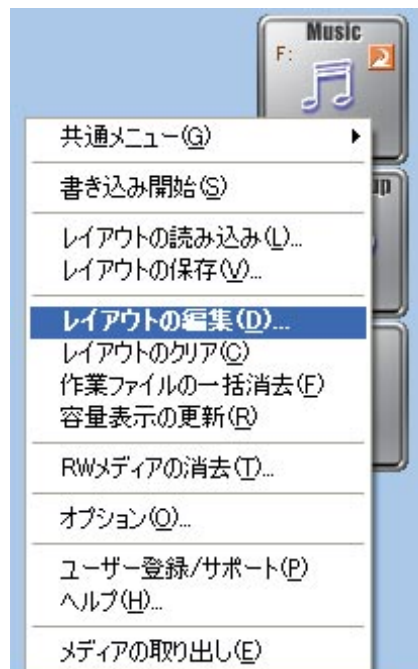 Music
F:
共通メニュー(G)
書き込み開始(S)
up
レイアウトの読み込み(L)...
レイアウトの保存(V)...
レイアウトの編集(D)...
レイアウトのクリア(C)
作業ファイルの一括消去(F)
容量表示の更新(R)
RWメディアの消去(T)...
オプション(O)...
ユーザー登録/サポート(P)
ヘルプ(H)...
メディアの取り出し(E)